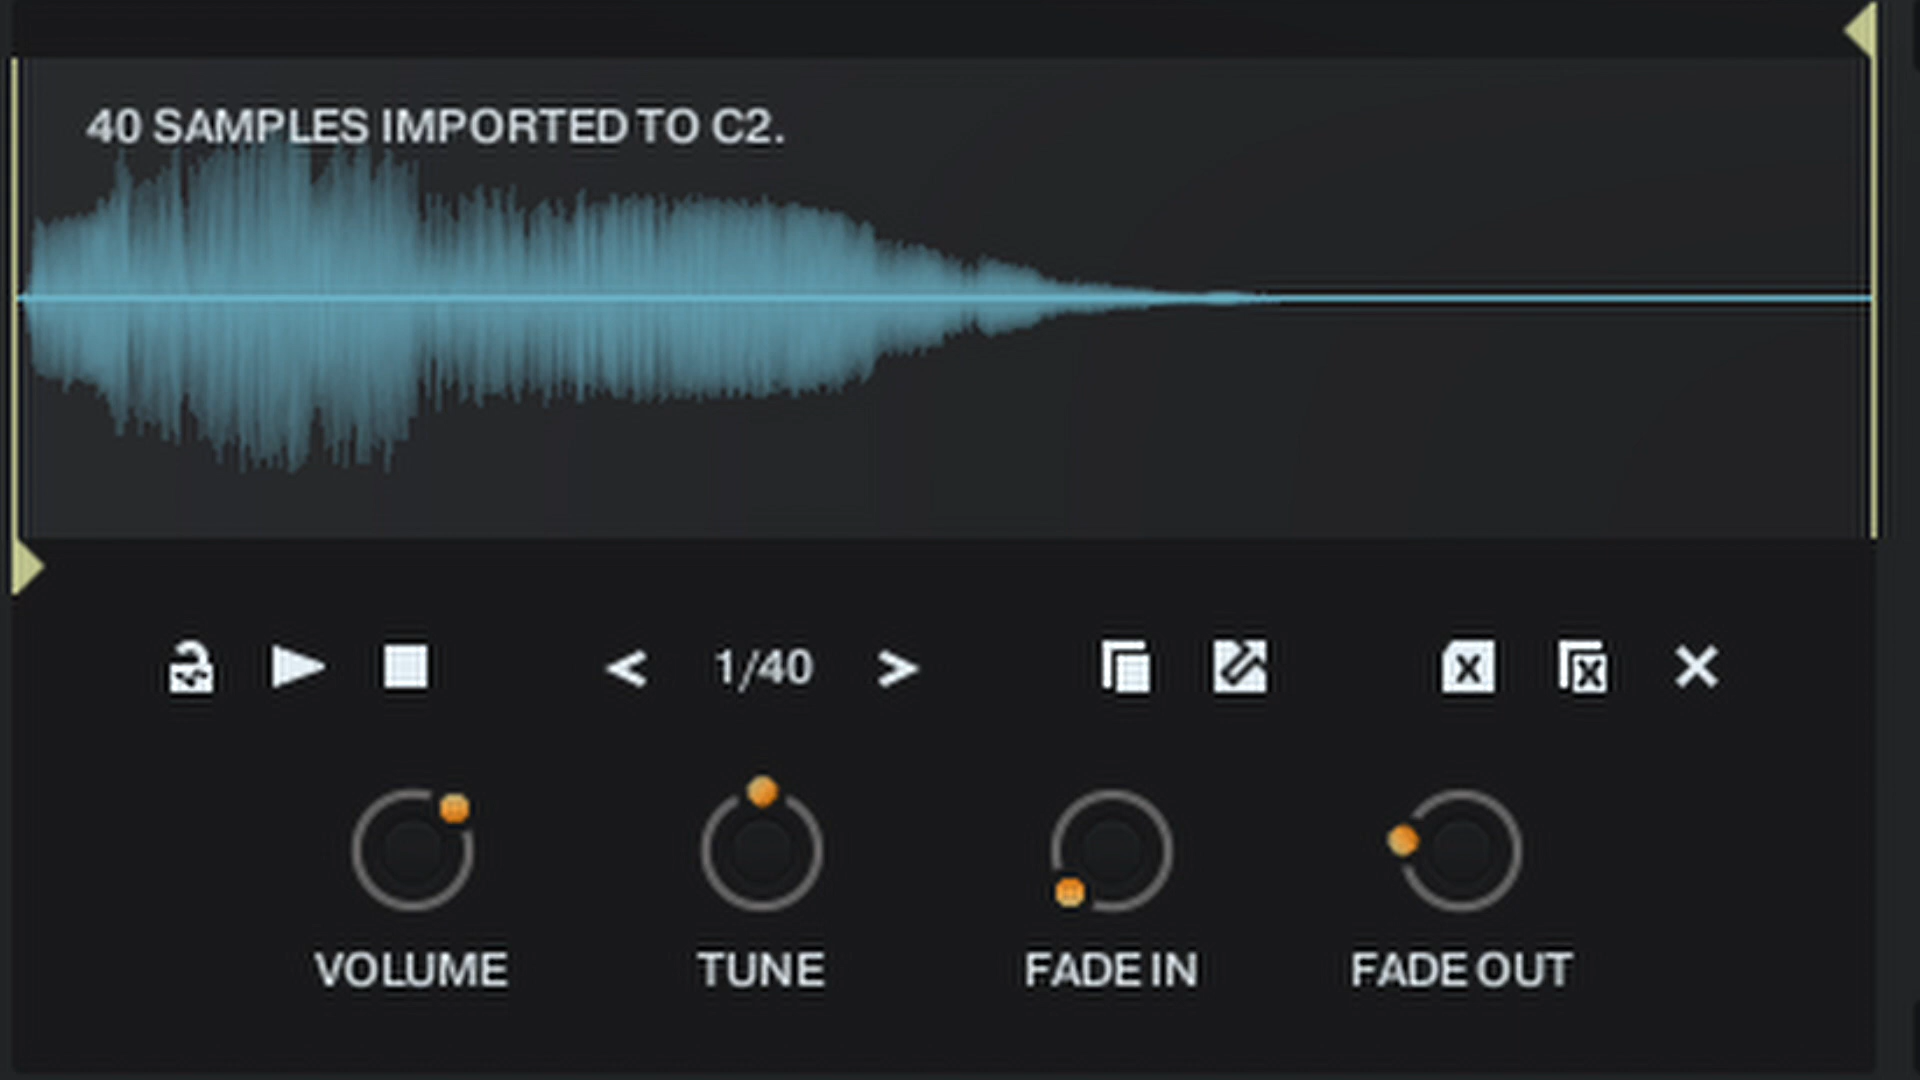 40 SAMPLES IMPORTED TO C2.
< 1/40 >
VOLUME TUNE FADE IN FADE OUT